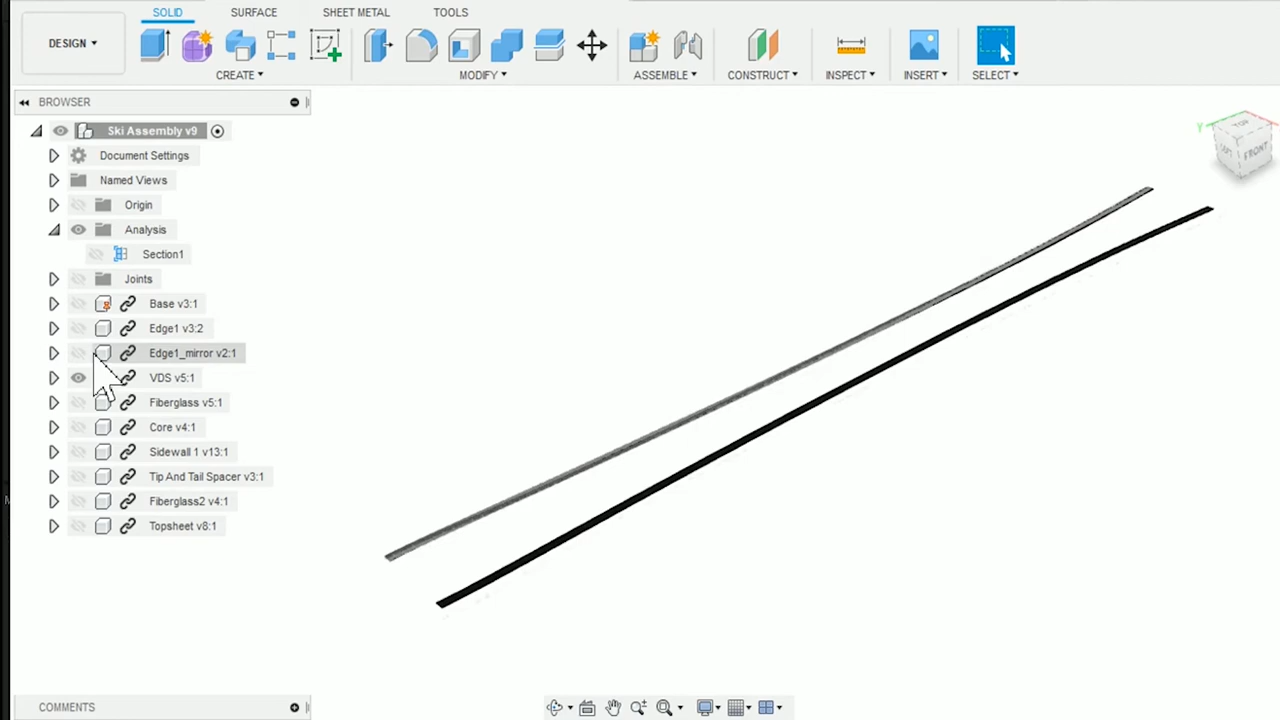 SOLID SURFACE SHEET METAL TOOLS
DESIGN
CREATE MODIFY ASSEMBLE CONSTRUCT INSPECT INSERT SELECT
BROWSER
Ski Assembly v9
Document Settings
Named Views
Origin
Analysis
Section1
Joints
Base v3:1
Edge1 v3:2
Edge1_mirror v2:1
VDS v5:1
Fiberglass v5:1
Core v4:1
Sidewall 1 v13:1
Tip And Tail Spacer v3:1
Fiberglass2 v4:1
Topsheet v8:1
COMMENTS
Y
TOP
FRONT